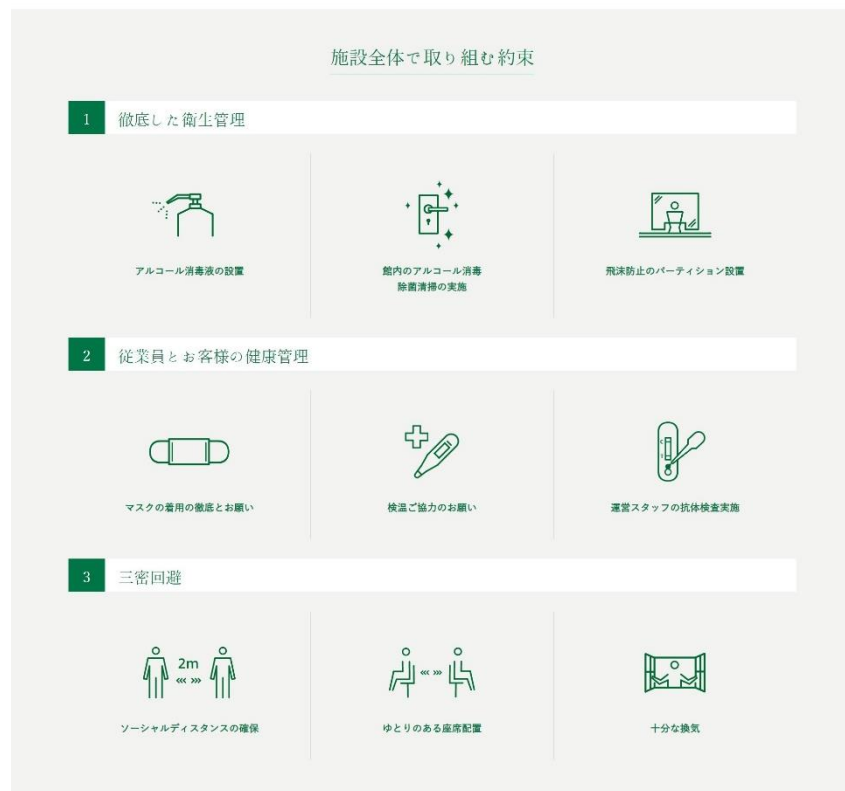 施設全体で取り組む約束
1 徹底した衛生管理
アルコール消毒液の設置
館内のアルコール消毒
除菌清掃の実施
飛沫防止のパーティション設置
2 従業員とお客様の健康管理
マスクの着用の徹底とお願い
検温ご協力のお願い
運営スタッフの抗体検査実施
3 三密回避
2m
ソーシャルディスタンスの確保
ゆとりのある座席配置
十分な換気